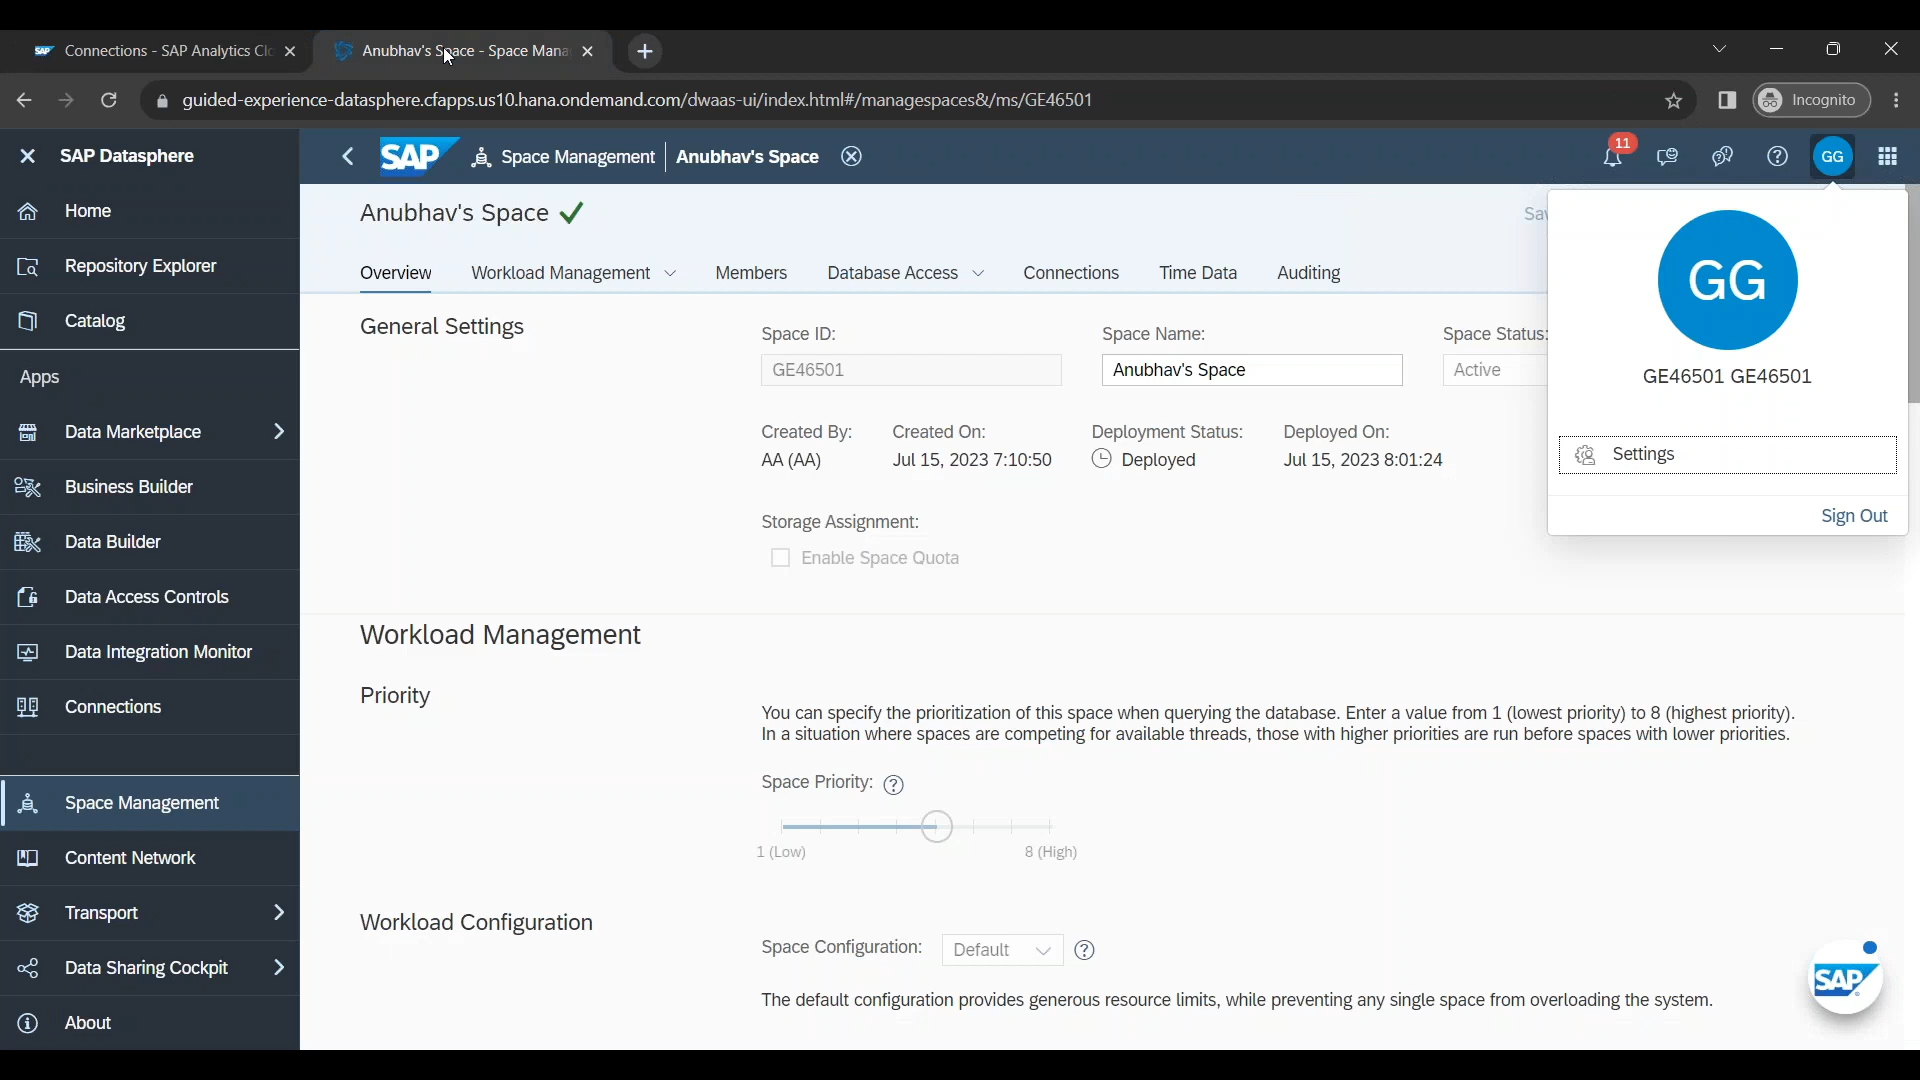 SAP Connections - SAP Analytics Clo
Anubhav's Space - Space Mana
guided-experience-datasphere.cfapps.us10.hana.ondemand.com/dwaas-ui/index.html#/managespaces&/ms/GE46501
Incognito
SAP Datasphere
SAP Space Management Anubhav's Space
11
GG
Home
Repository Explorer
Catalog
Apps
Data Marketplace
Business Builder
Data Builder
Data Access Controls
Data Integration Monitor
Connections
Space Management
Content Network
Transport
Data Sharing Cockpit
About
Anubhav's Space
Sav
Overview Workload Management Members Database Access Connections Time Data Auditing
General Settings
Space ID: Space Name: Space Status:
GE46501 Anubhav's Space Active
Created By: Created On: Deployment Status: Deployed On:
AA (AA) Jul 15, 2023 7:10:50 Deployed Jul 15, 2023 8:01:24
Storage Assignment:
Enable Space Quota
GG
GE46501 GE46501
Settings
Sign Out
Workload Management
Priority
You can specify the prioritization of this space when querying the database. Enter a value from 1 (lowest priority) to 8 (highest priority).
In a situation where spaces are competing for available threads, those with higher priorities are run before spaces with lower priorities.
Space Priority:
1 (Low) 8 (High)
Workload Configuration
Space Configuration: Default
The default configuration provides generous resource limits, while preventing any single space from overloading the system.
SAP